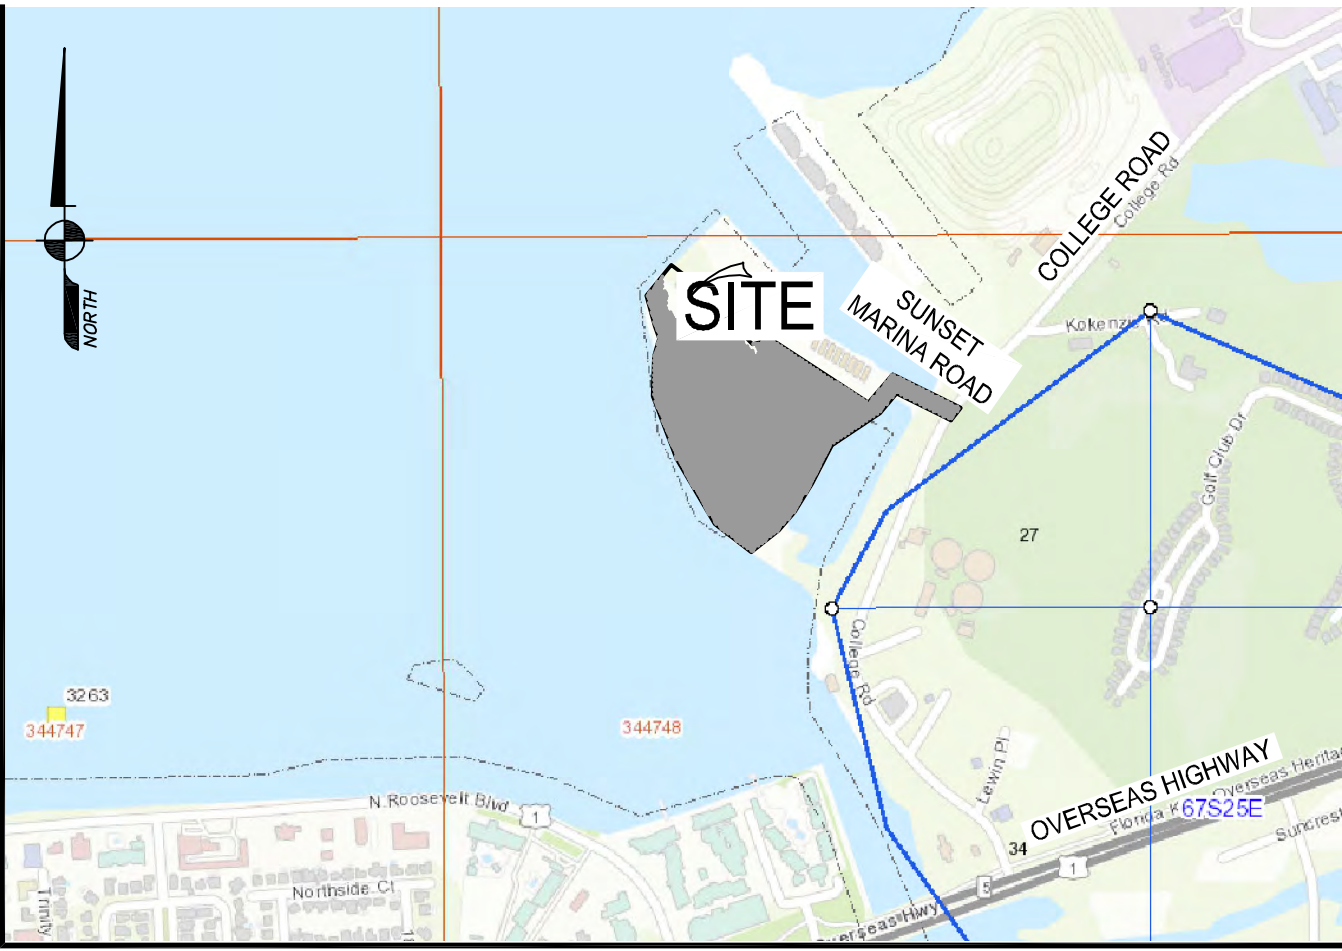 NORTH
COLLEGE ROAD
College Rd
SITE
SUNSET
MARINA ROAD
Golf Club Dr
27
College Rd
3263
344747
344748
Lewin Pl
OVERSEAS HIGHWAY
67S25E
N Roosevelt Blvd
1
34
1
5
Northside Ct
Trinity
Overseas Hwy